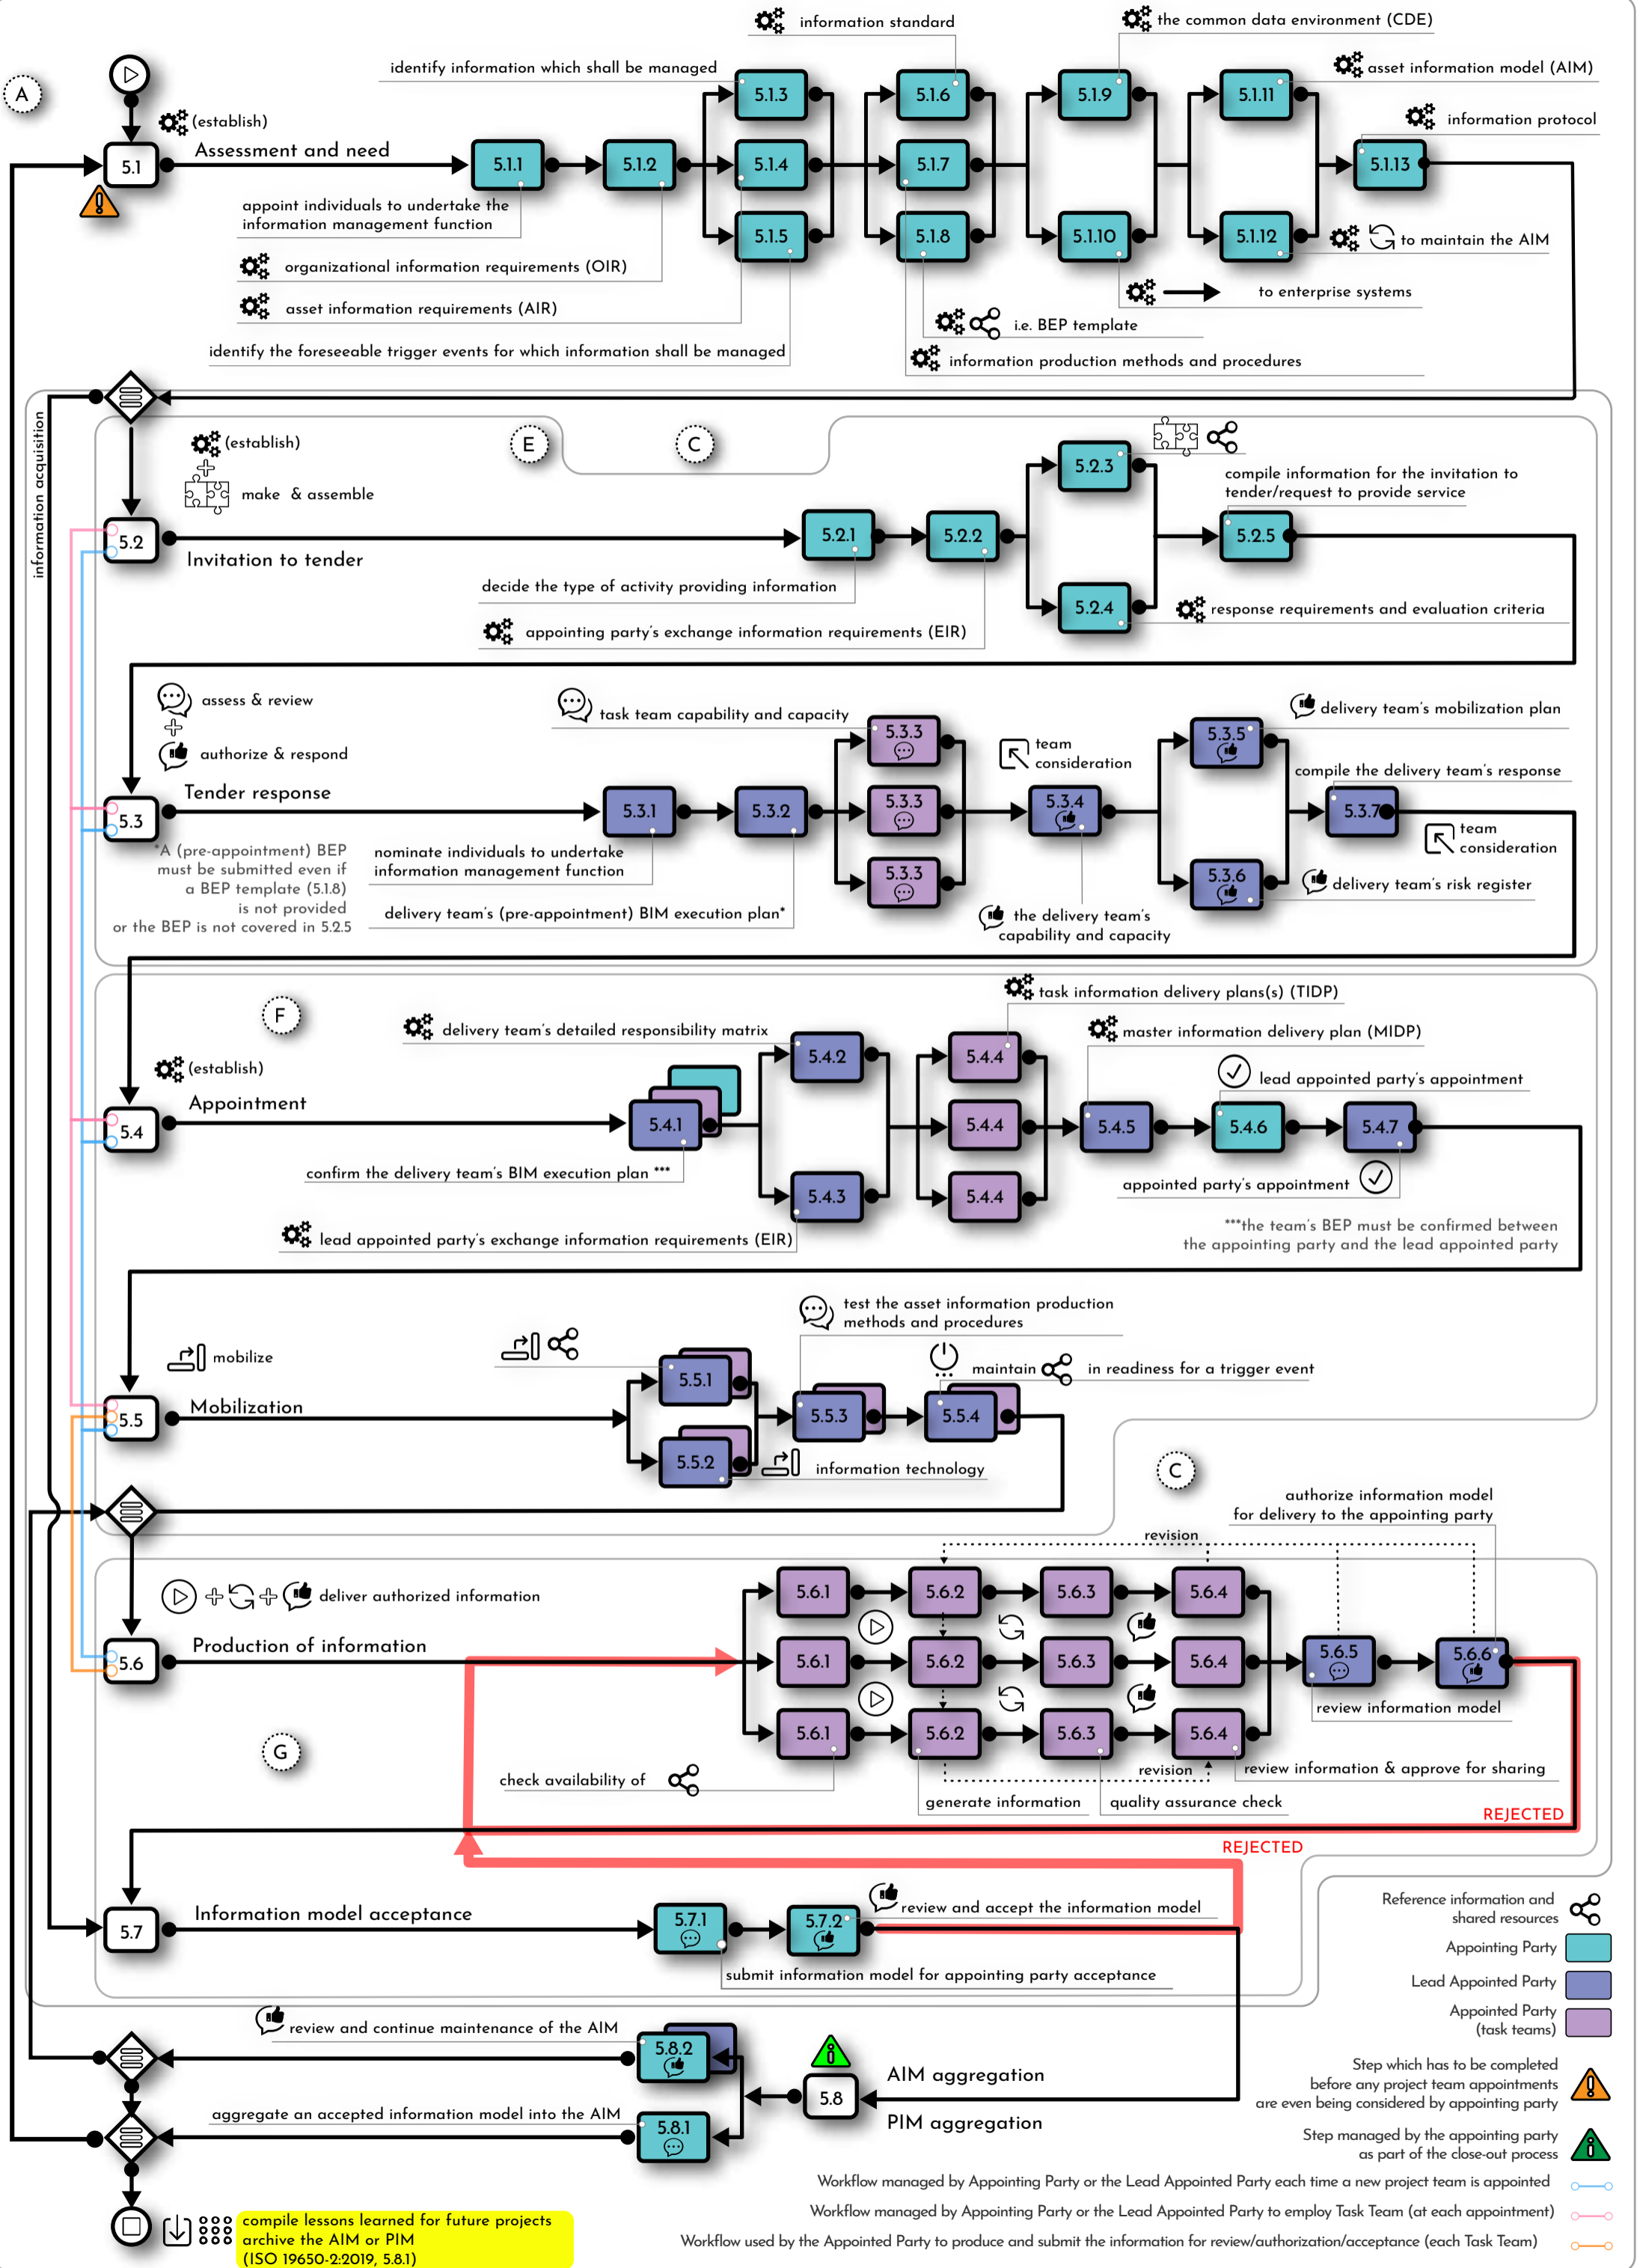 information standard
the common data environment (CDE)
identify information which shall be managed
asset information model (AIM)
A
5.1.3
5.1.6
5.1.9
5.1.11
(establish)
information protocol
Assessment and need
5.1
5.1.1
5.1.2
5.1.4
5.1.7
5.1.13
appoint individuals to undertake the
information management function
5.1.5
5.1.8
5.1.10
5.1.12
to maintain the AIM
organizational information requirements (OIR)
to enterprise systems
asset information requirements (AIR)
i.e. BEP template
identify the foreseeable trigger events for which information shall be managed
information production methods and procedures
information acquisition
(establish)
E
C
make & assemble
5.2.3
compile information for the invitation to
tender/request to provide service
5.2
5.2.1
5.2.2
5.2.5
Invitation to tender
decide the type of activity providing information
5.2.4
response requirements and evaluation criteria
appointing party's exchange information requirements (EIR)
assess & review
task team capability and capacity
delivery team's mobilization plan
authorize & respond
5.3.3
team
consideration
5.3.5
compile the delivery team's response
Tender response
5.3
5.3.1
5.3.2
5.3.3
5.3.4
5.3.7
team
consideration
*A (pre-appointment) BEP
must be submitted even if
a BEP template (5.1.8)
is not provided
or the BEP is not covered in 5.2.5
nominate individuals to undertake
information management function
5.3.3
5.3.6
delivery team's risk register
delivery team's (pre-appointment) BIM execution plan*
the delivery team's
capability and capacity
F
task information delivery plans(s) (TIDP)
delivery team's detailed responsibility matrix
master information delivery plan (MIDP)
(establish)
5.4.2
5.4.4
lead appointed party's appointment
Appointment
5.4
5.4.1
5.4.4
5.4.5
5.4.6
5.4.7
confirm the delivery team's BIM execution plan ***
5.4.3
5.4.4
appointed party's appointment
lead appointed party's exchange information requirements (EIR)
***the team's BEP must be confirmed between
the appointing party and the lead appointed party
test the asset information production
methods and procedures
mobilize
maintain
in readiness for a trigger event
5.5.1
Mobilization
5.5
5.5.3
5.5.4
5.5.2
information technology
C
authorize information model
for delivery to the appointing party
revision
deliver authorized information
5.6.1
5.6.2
5.6.3
5.6.4
Production of information
5.6
5.6.1
5.6.2
5.6.3
5.6.4
5.6.5
5.6.6
review information model
G
5.6.1
5.6.2
5.6.3
5.6.4
check availability of
revision
review information & approve for sharing
generate information
quality assurance check
REJECTED
REJECTED
Information model acceptance
5.7
5.7.1
5.7.2
review and accept the information model
submit information model for appointing party acceptance
Reference information and
shared resources
Appointing Party
Lead Appointed Party
Appointed Party
(task teams)
review and continue maintenance of the AIM
5.8.2
AIM aggregation
5.8
PIM aggregation
aggregate an accepted information model into the AIM
5.8.1
Step which has to be completed
before any project team appointments
are even being considered by appointing party
Step managed by the appointing party
as part of the close-out process
Workflow managed by Appointing Party or the Lead Appointed Party each time a new project team is appointed
Workflow managed by Appointing Party or the Lead Appointed Party to employ Task Team (at each appointment)
Workflow used by the Appointed Party to produce and submit the information for review/authorization/acceptance (each Task Team)
compile lessons learned for future projects
archive the AIM or PIM
(ISO 19650-2:2019, 5.8.1)